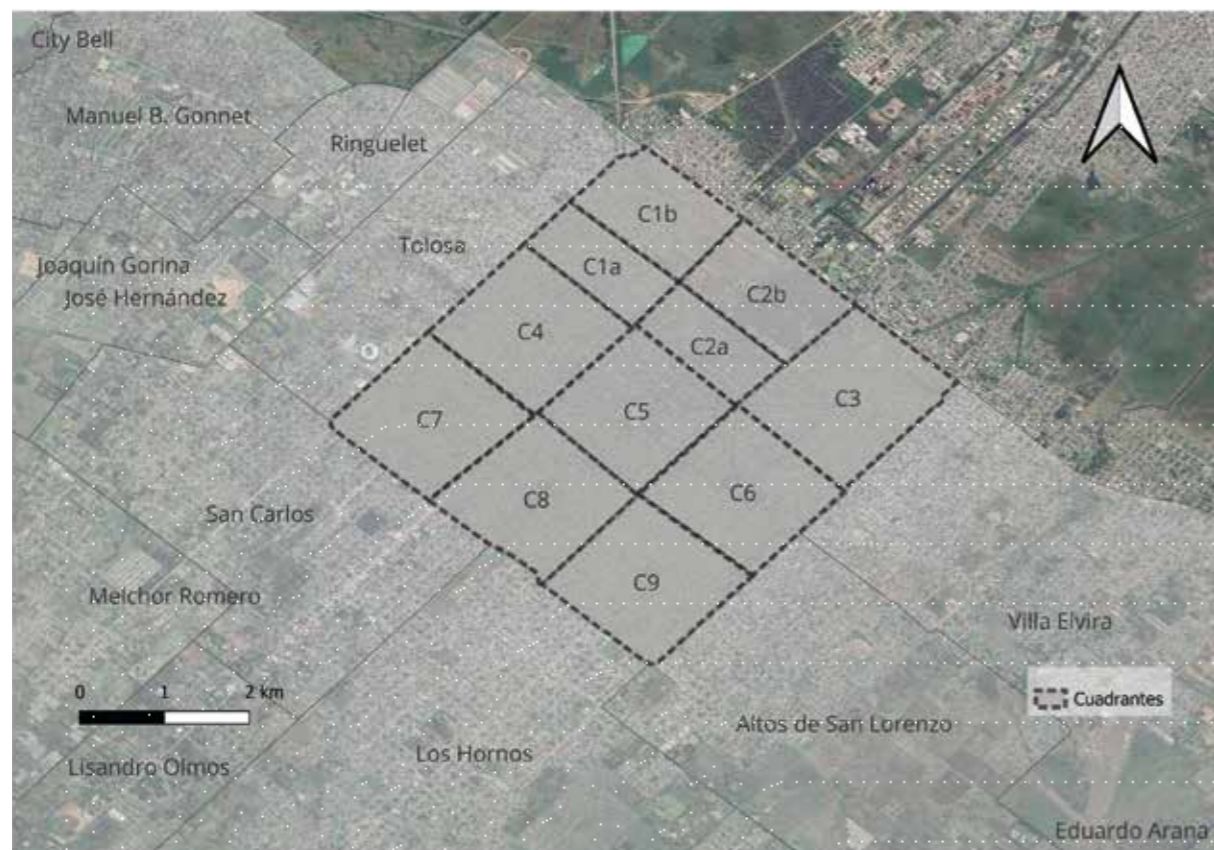 City Bell
Manuel B. Gonnet
Ringuelet
C1b
Tolosa
C1a
Joaquín Gorina
José Hernández
C2b
C4
C2a
C3
C5
C7
C6
C8
San Carlos
C9
Melchor Romero
Villa Elvira
0 1 2 km
Cuadrantes
Altos de San Lorenzo
Los Hornos
Lisandro Olmos
Eduardo Arana